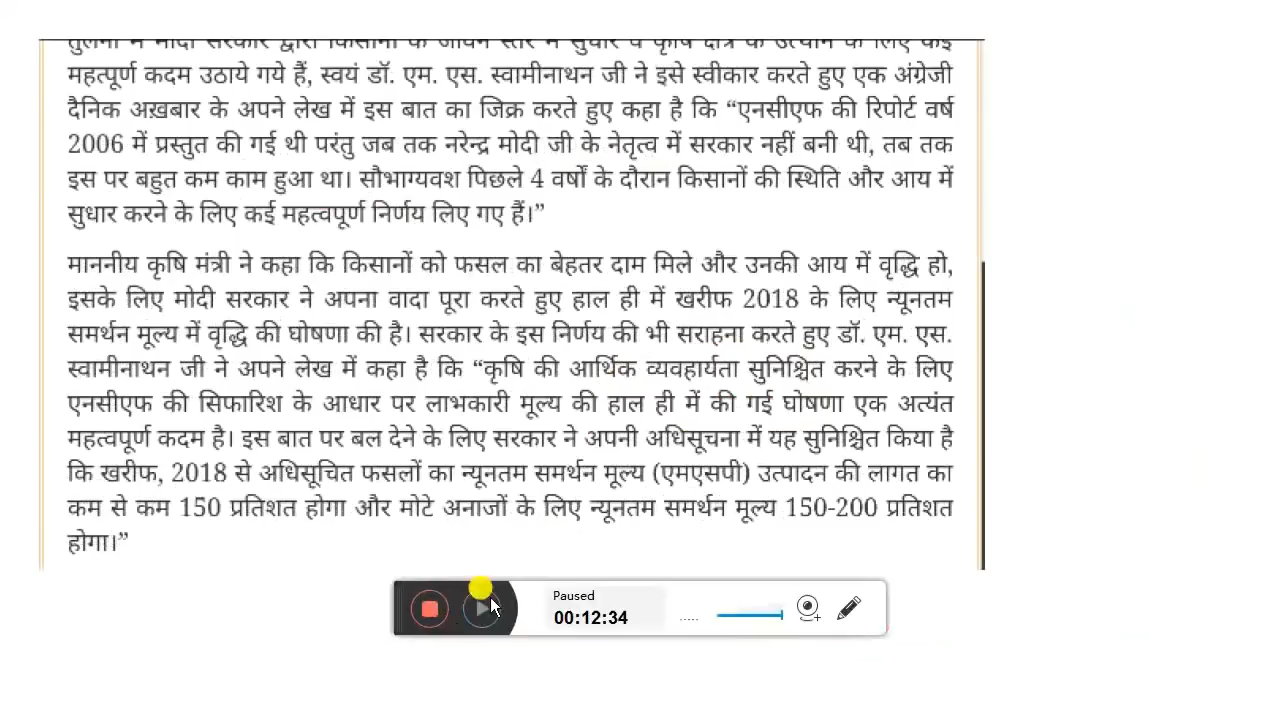 तुलना में मोदी सरकार द्वारा किसानों के जीवन स्तर में सुधार व कृषि क्षेत्र के उत्थान के लिए कई
महत्पूर्ण कदम उठाये गये हैं, स्वयं डॉ. एम. एस. स्वामीनाथन जी ने इसे स्वीकार करते हुए एक अंग्रेजी
दैनिक अख़बार के अपने लेख में इस बात का जिक्र करते हुए कहा है कि “एनसीएफ की रिपोर्ट वर्ष
2006 में प्रस्तुत की गई थी परंतु जब तक नरेन्द्र मोदी जी के नेतृत्व में सरकार नहीं बनी थी, तब तक
इस पर बहुत कम काम हुआ था। सौभाग्यवश पिछले 4 वर्षों के दौरान किसानों की स्थिति और आय में
सुधार करने के लिए कई महत्वपूर्ण निर्णय लिए गए हैं।”
माननीय कृषि मंत्री ने कहा कि किसानों को फसल का बेहतर दाम मिले और उनकी आय में वृद्धि हो,
इसके लिए मोदी सरकार ने अपना वादा पूरा करते हुए हाल ही में खरीफ 2018 के लिए न्यूनतम
समर्थन मूल्य में वृद्धि की घोषणा की है। सरकार के इस निर्णय की भी सराहना करते हुए डॉ. एम. एस.
स्वामीनाथन जी ने अपने लेख में कहा है कि “कृषि की आर्थिक व्यवहार्यता सुनिश्चित करने के लिए
एनसीएफ की सिफारिश के आधार पर लाभकारी मूल्य की हाल ही में की गई घोषणा एक अत्यंत
महत्वपूर्ण कदम है। इस बात पर बल देने के लिए सरकार ने अपनी अधिसूचना में यह सुनिश्चित किया है
कि खरीफ, 2018 से अधिसूचित फसलों का न्यूनतम समर्थन मूल्य (एमएसपी) उत्पादन की लागत का
कम से कम 150 प्रतिशत होगा और मोटे अनाजों के लिए न्यूनतम समर्थन मूल्य 150-200 प्रतिशत
होगा।”
Paused
00:12:34